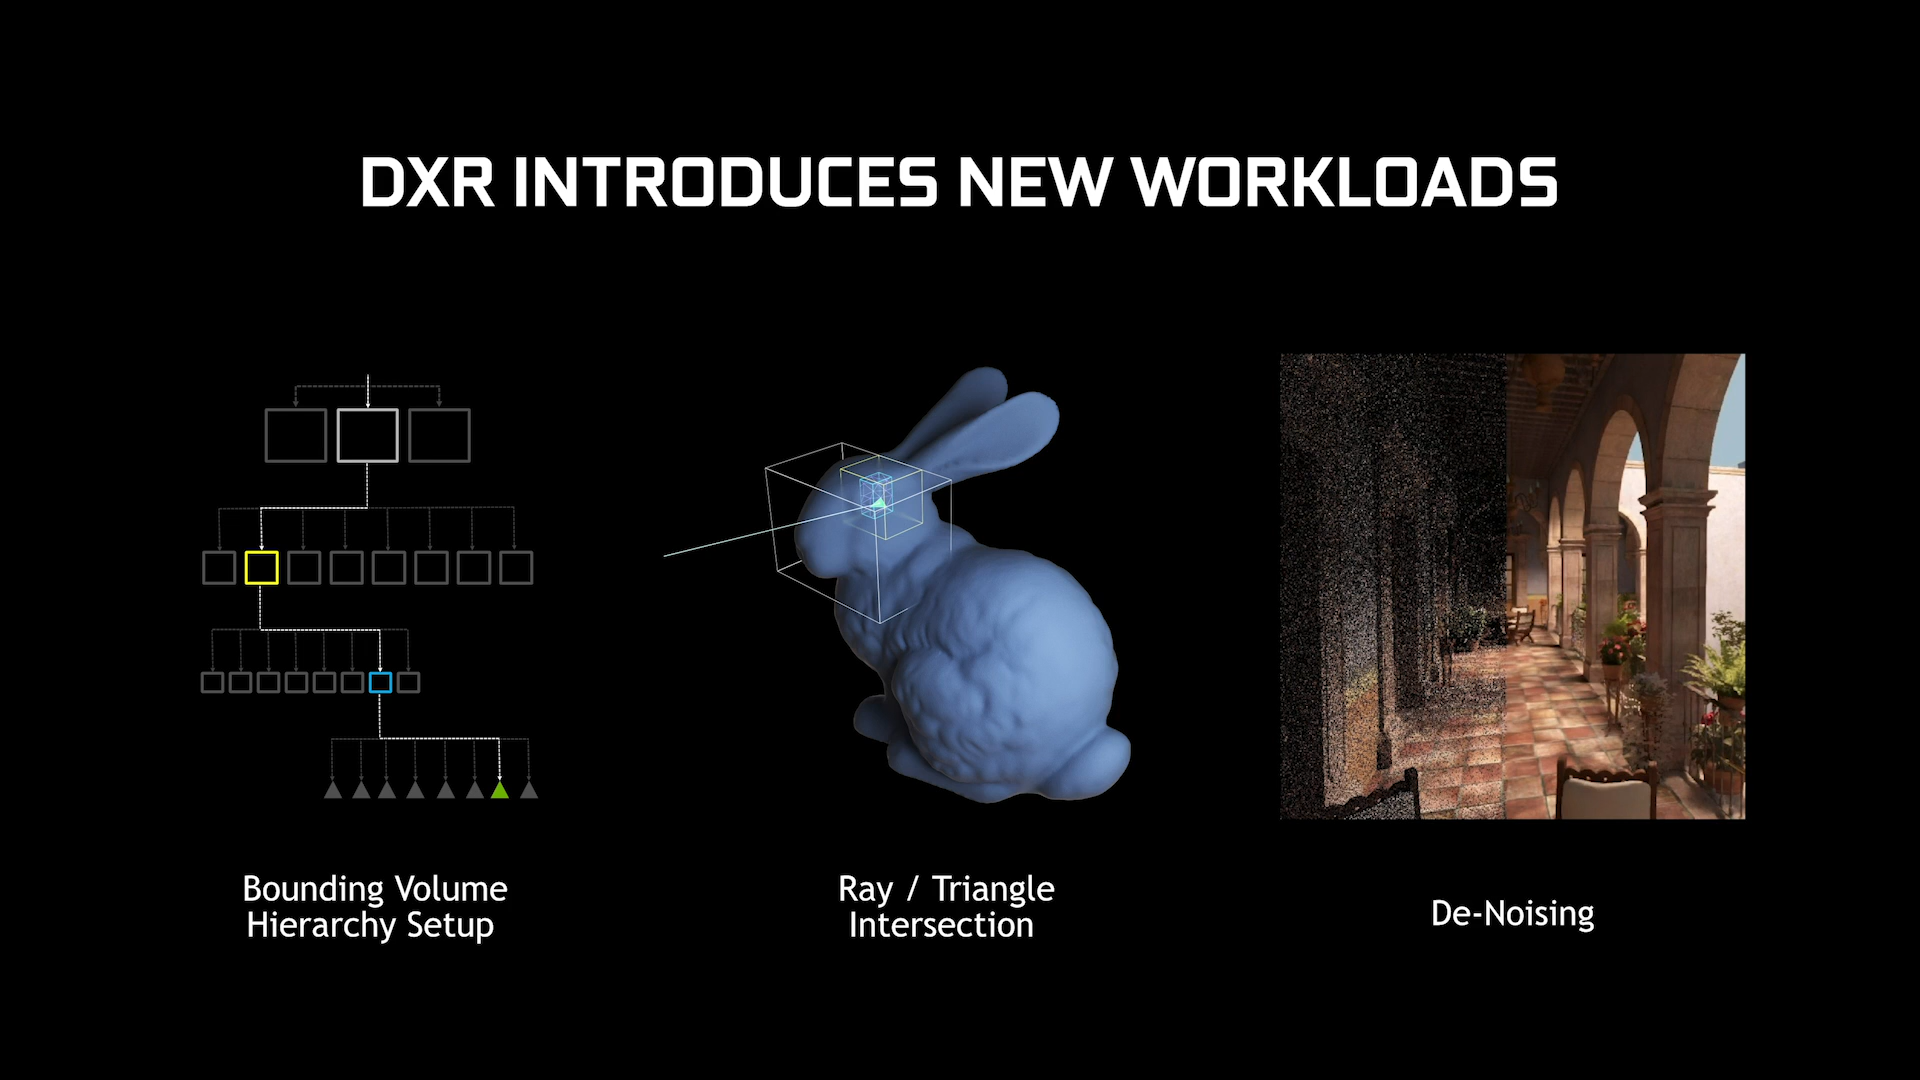 DXR INTRODUCES NEW WORKLOADS
Bounding Volume
Hierarchy Setup
Ray / Triangle
Intersection
De-Noising